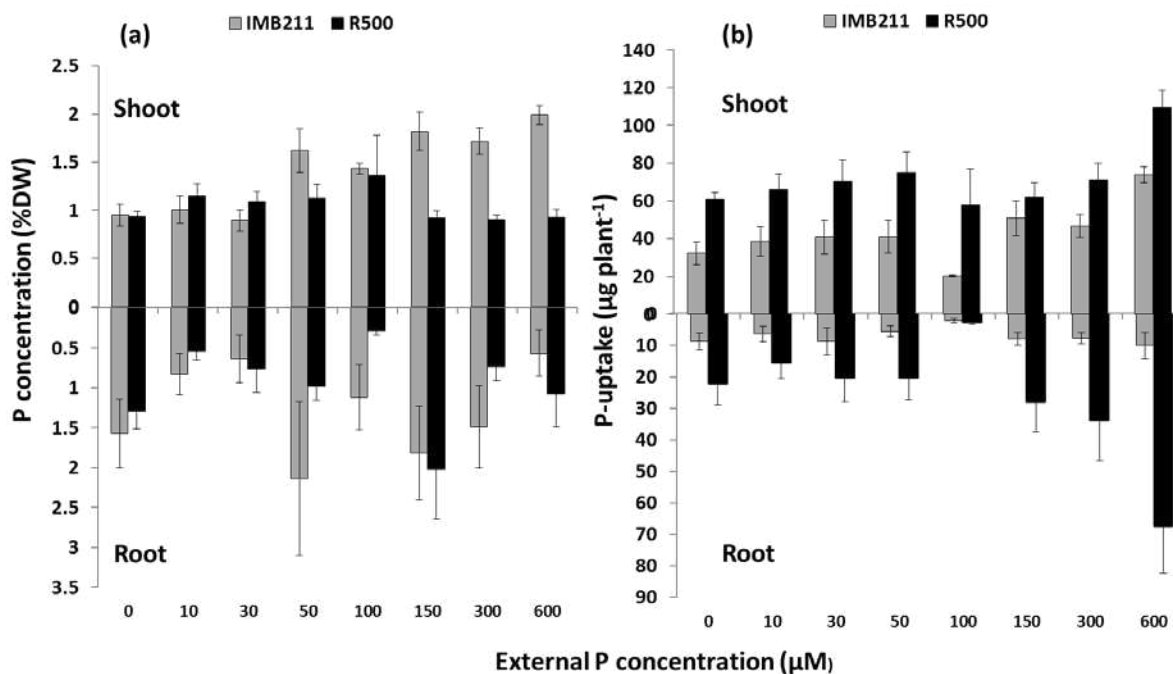 (a)
IMB211 R500
2.5
2
1.5
1
0.5
0
0.5
1
1.5
2
2.5
3
3.5
P concentration (%DW)
Shoot
Root
0 10 30 50 100 150 300 600
(b)
IMB211 R500
140
120
100
80
60
40
20
0
10
20
30
40
50
60
70
80
90
P-uptake (µg plant⁻¹)
Shoot
Root
0 10 30 50 100 150 300 600
External P concentration (µM)